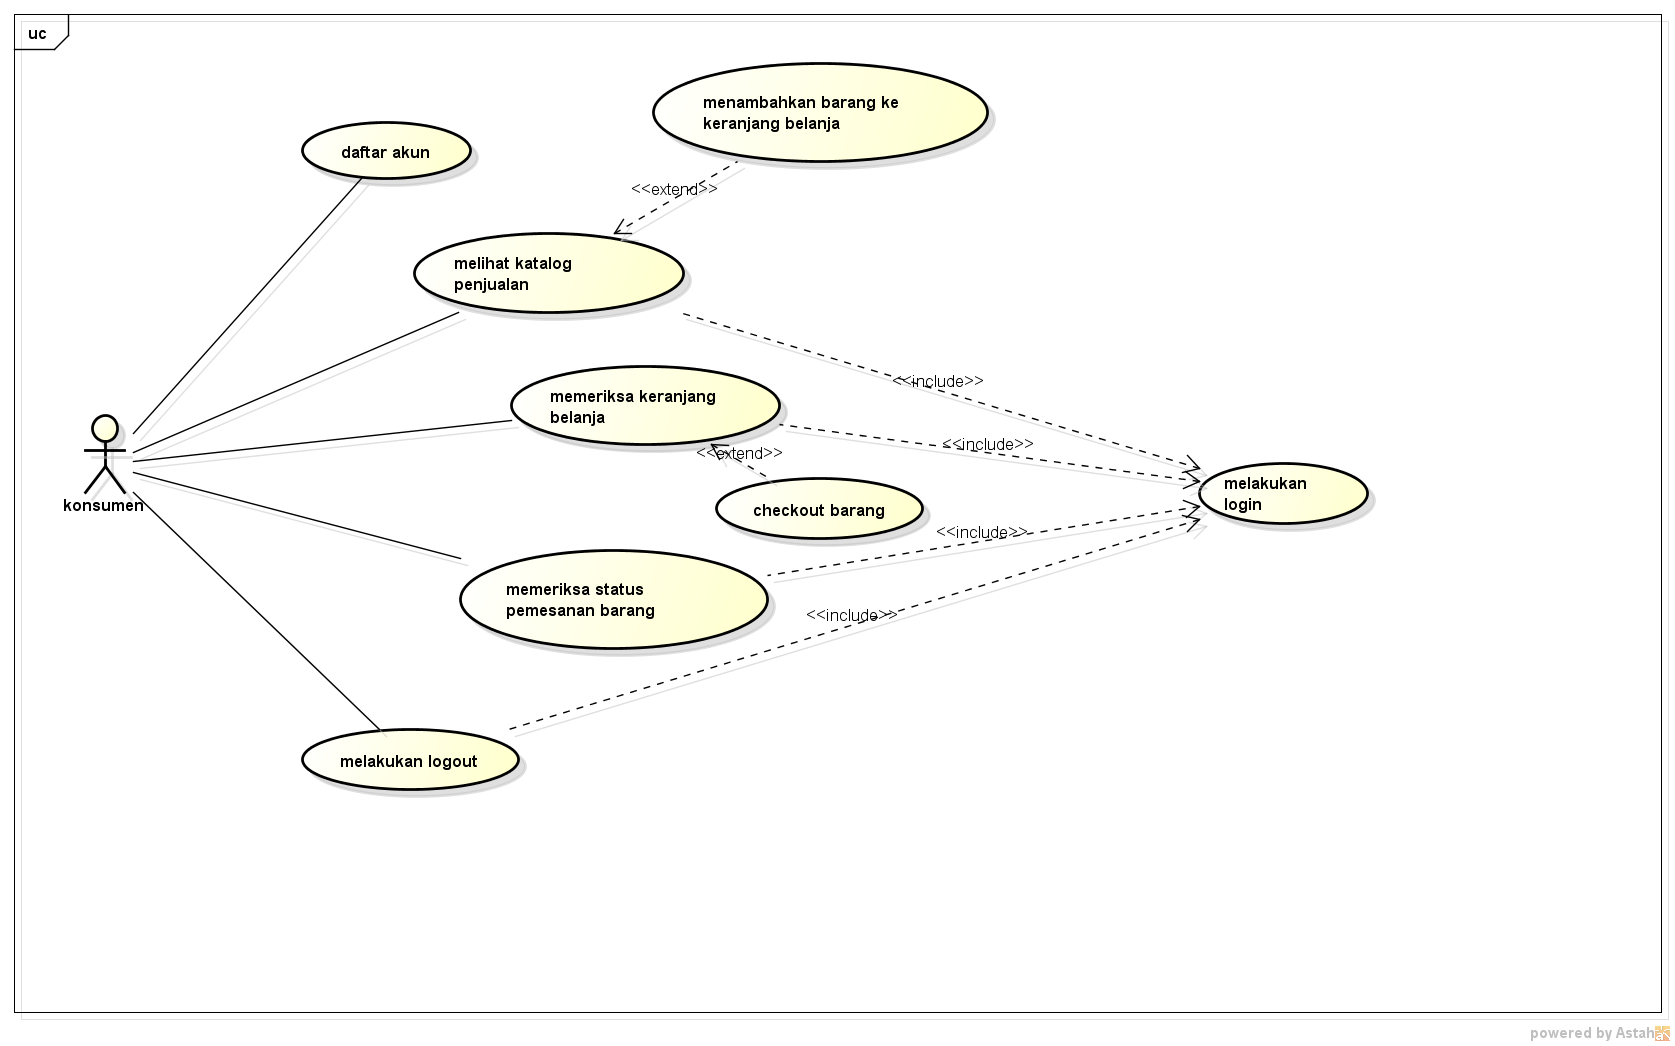 uc
menambahkan barang ke
keranjang belanja
daftar akun
<<extend>>
melihat katalog
penjualan
<<include>>
memeriksa keranjang
belanja
<<include>>
<<extend>>
melakukan
login
konsumen
checkout barang
<<include>>
memeriksa status
pemesanan barang
<<include>>
melakukan logout
powered by Astah